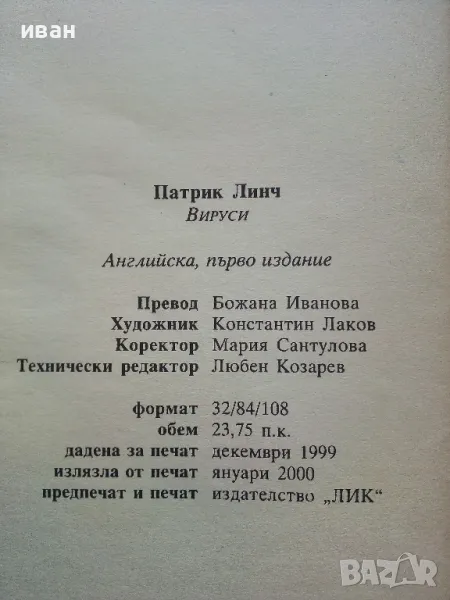 иван
Патрик Линч
Вируси
Английска, първо издание
Превод Божана Иванова
Художник Константин Лаков
Коректор Мария Сантулова
Технически редактор Любен Козарев
формат 32/84/108
обем 23,75 п.к.
дадена за печат декември 1999
излязла от печат януари 2000
предпечат и печат издателство „ЛИК“
BAZAR